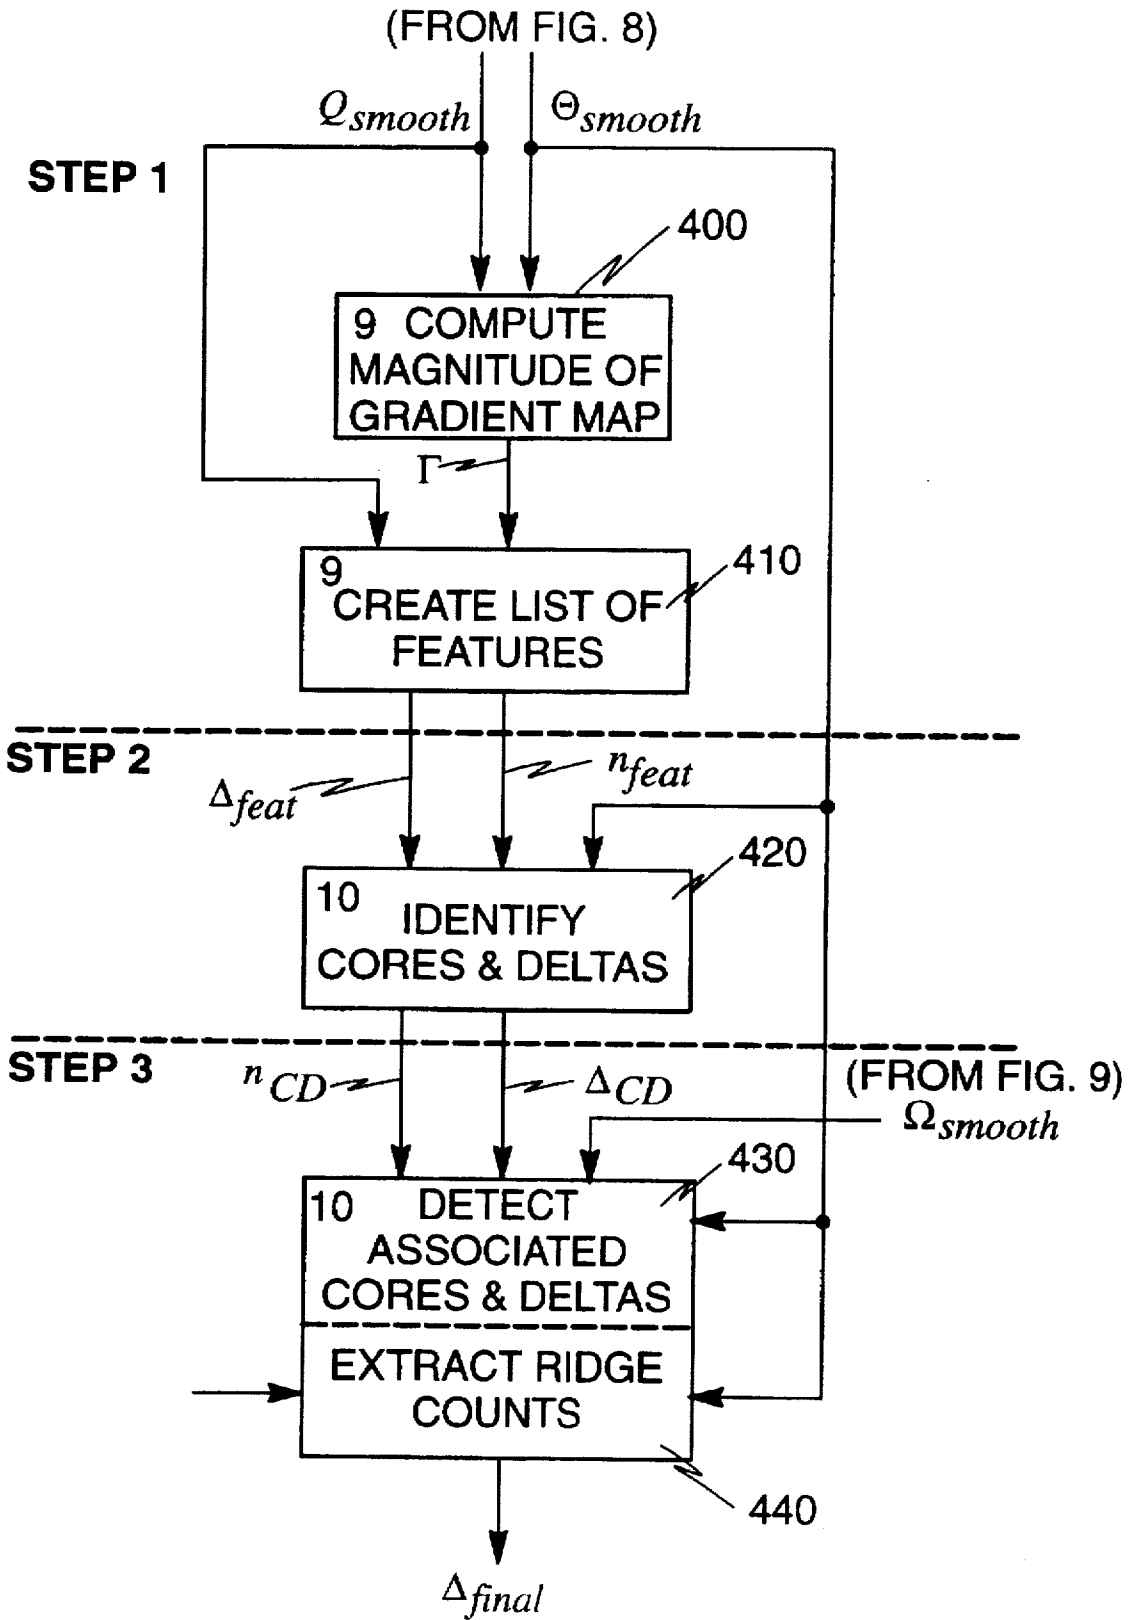 (FROM FIG. 8)
Qsmooth Θsmooth
STEP 1
400
9 COMPUTE
MAGNITUDE OF
GRADIENT MAP
Γ
410
9
CREATE LIST OF
FEATURES
STEP 2
Δfeat nfeat
420
10
IDENTIFY
CORES & DELTAS
STEP 3
nCD ΔCD
(FROM FIG. 9)
Ωsmooth
430
10 DETECT
ASSOCIATED
CORES & DELTAS
EXTRACT RIDGE
COUNTS
440
Δfinal